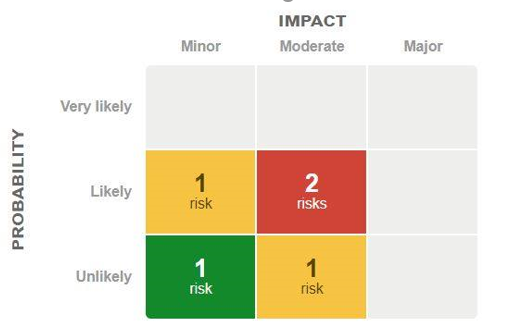 IMPACT
Minor Moderate Major
PROBABILITY
Very likely
Likely
1
risk
2
risks
Unlikely
1
risk
1
risk